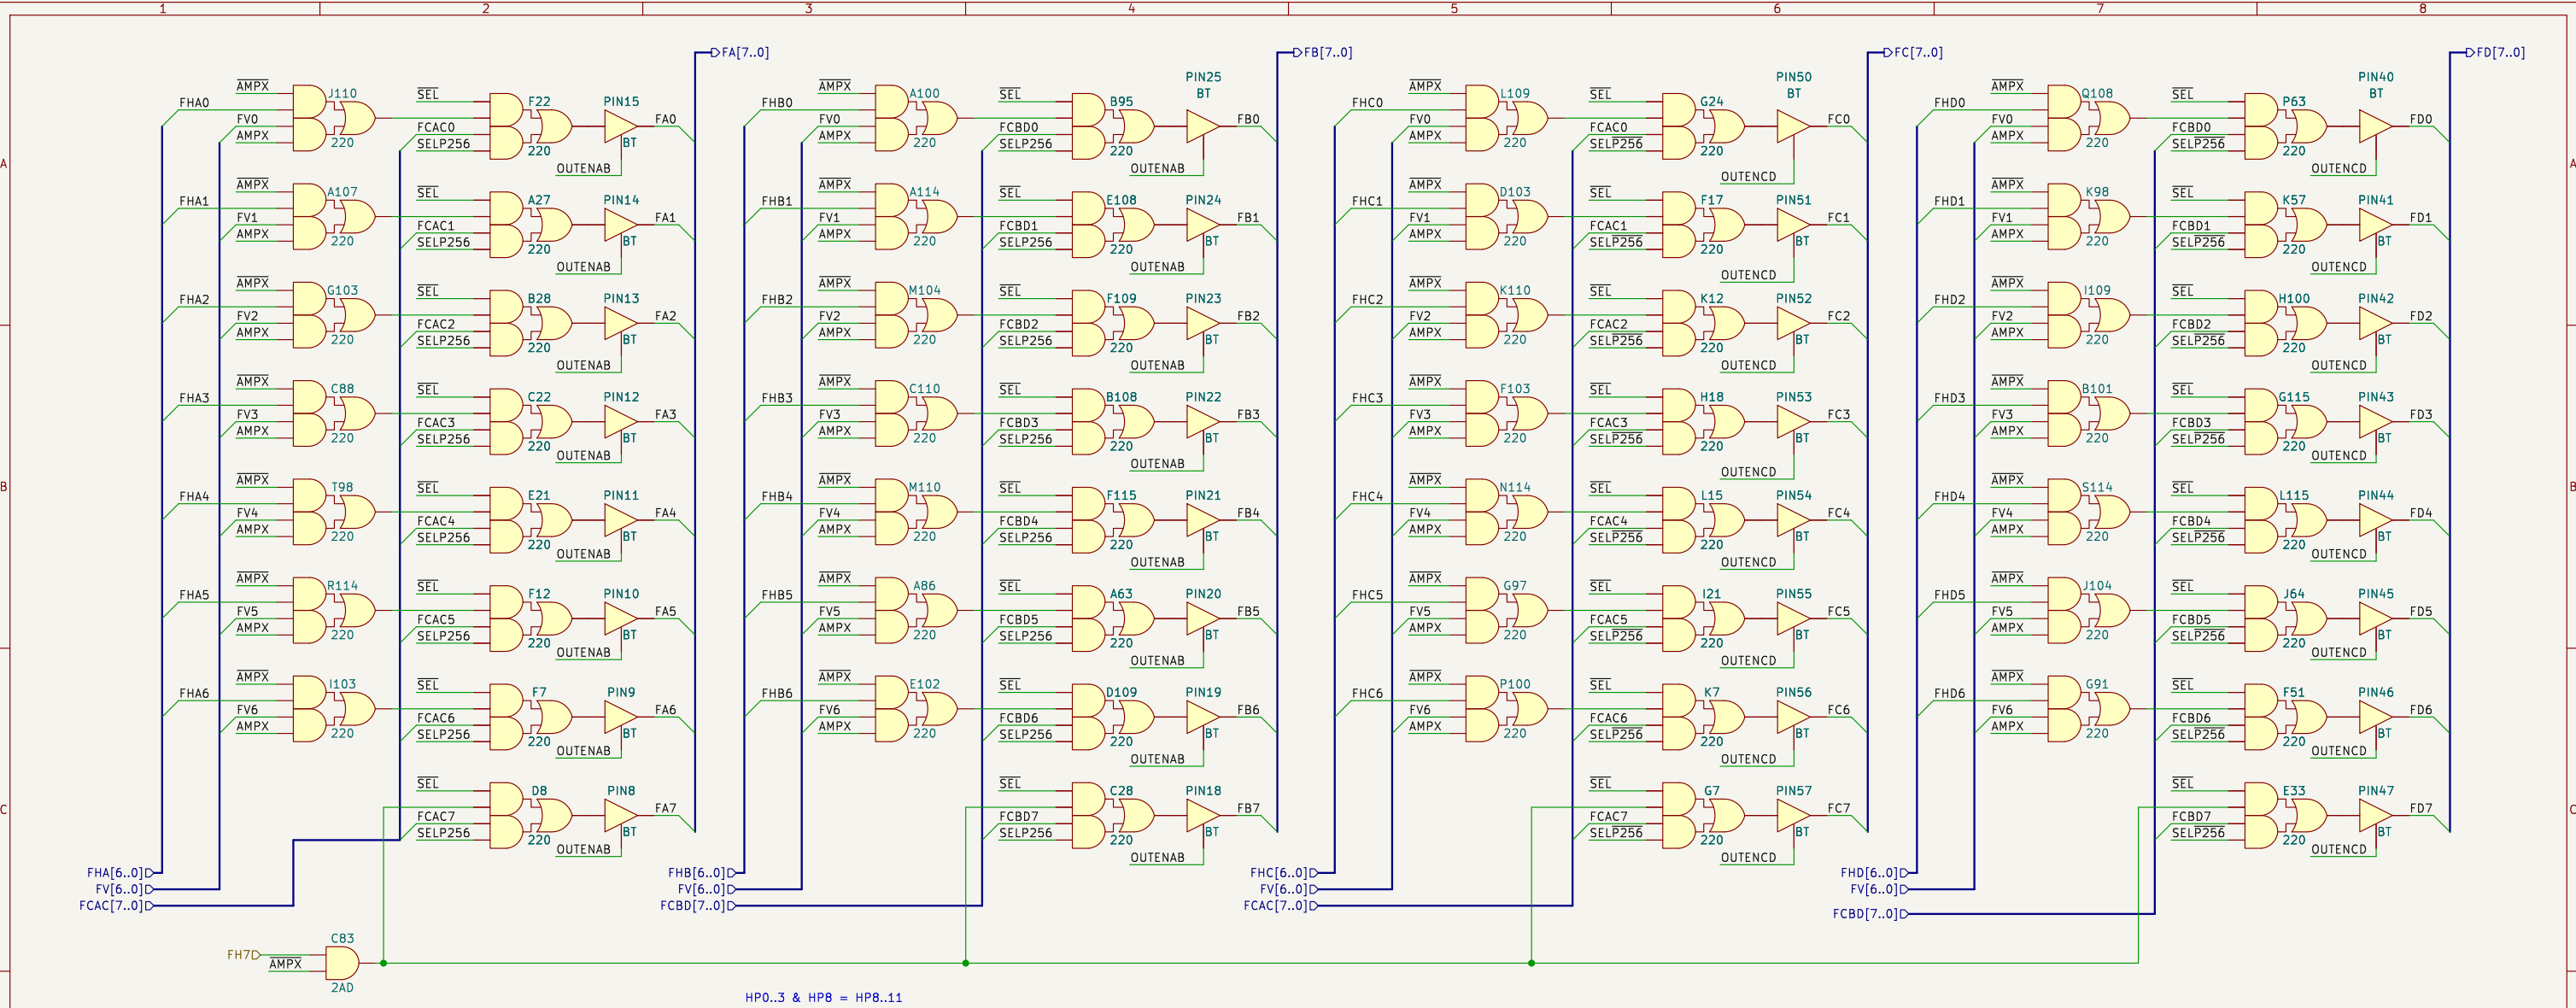 1 2 3 4 5 6 7 8
FA[7..0] FB[7..0] FC[7..0] FD[7..0]
PIN25 PIN50 PIN40
AMPX AMPX AMPX AMPX
J110 SEL F22 PIN15 A100 SEL B95 BT L109 SEL G24 BT Q108 SEL P63 BT
FHA0 FHB0 FHC0 FHD0
FV0 FCAC0 FA0 FV0 FCBD0 FB0 FV0 FCAC0 FC0 FV0 FCBD0 FD0
AMPX 220 SELP256 220 BT AMPX 220 SELP256 220 AMPX 220 SELP256 220 AMPX 220 SELP256 220
A OUTENAB OUTENAB OUTENCD OUTENCD A
AMPX A107 SEL A27 PIN14 AMPX A114 SEL E108 PIN24 AMPX D103 SEL F17 PIN51 AMPX K98 SEL K57 PIN41
FHA1 FHB1 FHC1 FHD1
FV1 FCAC1 FA1 FV1 FCBD1 FB1 FV1 FCAC1 FC1 FV1 FCBD1 FD1
AMPX 220 SELP256 220 BT AMPX 220 SELP256 220 BT AMPX 220 SELP256 220 BT AMPX 220 SELP256 220 BT
OUTENAB OUTENAB OUTENCD OUTENCD
AMPX G103 SEL B28 PIN13 AMPX M104 SEL F109 PIN23 AMPX K110 SEL K12 PIN52 AMPX I109 SEL H100 PIN42
FHA2 FHB2 FHC2 FHD2
FV2 FCAC2 FA2 FV2 FCBD2 FB2 FV2 FCAC2 FC2 FV2 FCBD2 FD2
AMPX 220 SELP256 220 BT AMPX 220 SELP256 220 BT AMPX 220 SELP256 220 BT AMPX 220 SELP256 220 BT
OUTENAB OUTENAB OUTENCD OUTENCD
AMPX C88 SEL C22 PIN12 AMPX C110 SEL B108 PIN22 AMPX F103 SEL H18 PIN53 AMPX B101 SEL G115 PIN43
FHA3 FHB3 FHC3 FHD3
FV3 FCAC3 FA3 FV3 FCBD3 FB3 FV3 FCAC3 FC3 FV3 FCBD3 FD3
AMPX 220 SELP256 220 BT AMPX 220 SELP256 220 BT AMPX 220 SELP256 220 BT AMPX 220 SELP256 220 BT
OUTENAB OUTENAB OUTENCD OUTENCD
B AMPX T98 SEL E21 PIN11 AMPX M110 SEL F115 PIN21 AMPX N114 SEL L15 PIN54 AMPX S114 SEL L115 PIN44 B
FHA4 FHB4 FHC4 FHD4
FV4 FCAC4 FA4 FV4 FCBD4 FB4 FV4 FCAC4 FC4 FV4 FCBD4 FD4
AMPX 220 SELP256 220 BT AMPX 220 SELP256 220 BT AMPX 220 SELP256 220 BT AMPX 220 SELP256 220 BT
OUTENAB OUTENAB OUTENCD OUTENCD
AMPX R114 SEL F12 PIN10 AMPX A86 SEL A63 PIN20 AMPX G97 SEL I21 PIN55 AMPX J104 SEL J64 PIN45
FHA5 FHB5 FHC5 FHD5
FV5 FCAC5 FA5 FV5 FCBD5 FB5 FV5 FCAC5 FC5 FV5 FCBD5 FD5
AMPX 220 SELP256 220 BT AMPX 220 SELP256 220 BT AMPX 220 SELP256 220 BT AMPX 220 SELP256 220 BT
OUTENAB OUTENAB OUTENCD OUTENCD
AMPX I103 SEL F7 PIN9 AMPX E102 SEL D109 PIN19 AMPX P100 SEL K7 PIN56 AMPX G91 SEL F51 PIN46
FHA6 FHB6 FHC6 FHD6
FV6 FCAC6 FA6 FV6 FCBD6 FB6 FV6 FCAC6 FC6 FV6 FCBD6 FD6
AMPX 220 SELP256 220 BT AMPX 220 SELP256 220 BT AMPX 220 SELP256 220 BT AMPX 220 SELP256 220 BT
OUTENAB OUTENAB OUTENCD OUTENCD
SEL D8 PIN8 SEL C28 PIN18 SEL G7 PIN57 SEL E33 PIN47
C FCAC7 FA7 FCBD7 FB7 FCAC7 FC7 FCBD7 FD7 C
SELP256 220 BT SELP256 220 BT SELP256 220 BT SELP256 220 BT
OUTENAB OUTENAB OUTENCD OUTENCD
FHA[6..0] FHB[6..0] FHC[6..0] FHD[6..0]
FV[6..0] FV[6..0] FV[6..0] FV[6..0]
FCAC[7..0] FCBD[7..0] FCAC[7..0] FCBD[7..0]
C83
FH7
AMPX
2AD
HP0..3 & HP8 = HP8..11